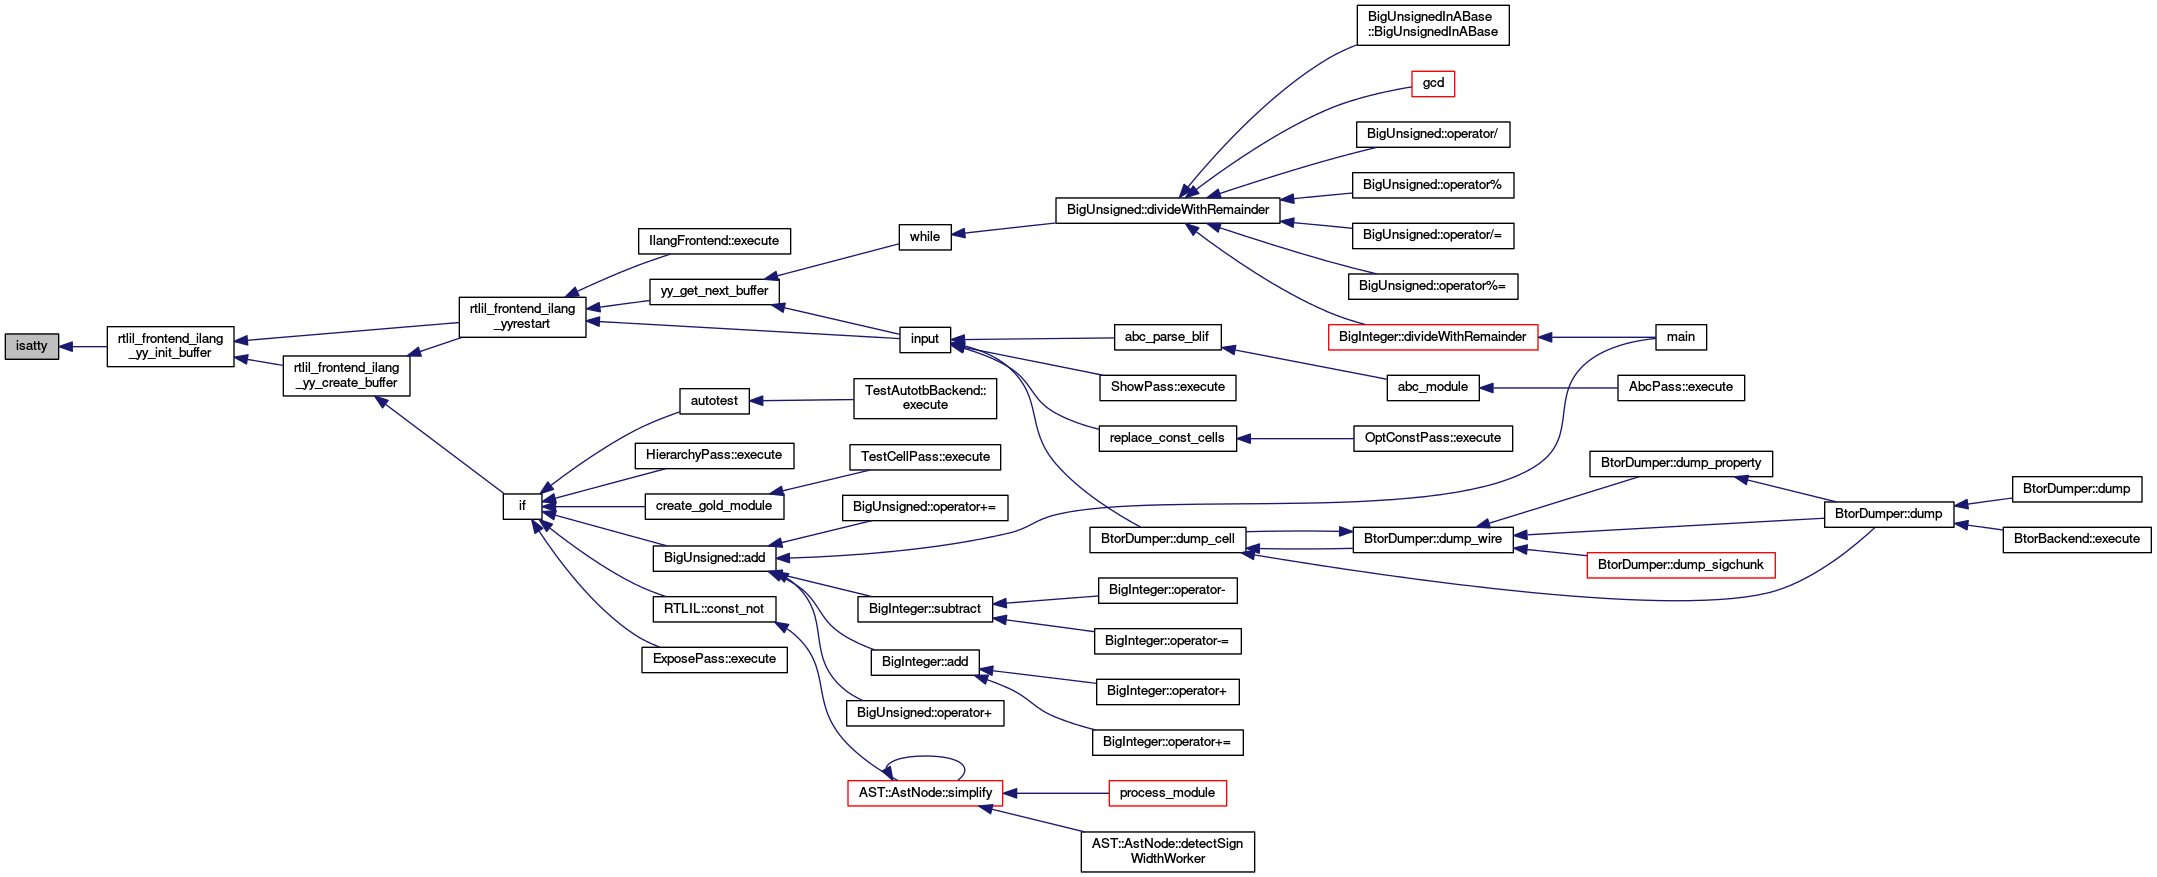 isatty
rtlil_frontend_ilang
_yy_init_buffer
rtlil_frontend_ilang
_yy_create_buffer
rtlil_frontend_ilang
_yyrestart
if
IlangFrontend::execute
yy_get_next_buffer
autotest
HierarchyPass::execute
create_gold_module
BigUnsigned::add
RTLIL::const_not
ExposePass::execute
while
input
TestAutotbBackend::
execute
TestCellPass::execute
BigUnsigned::operator+=
BigInteger::subtract
BigInteger::add
BigUnsigned::operator+
AST::AstNode::simplify
BigUnsigned::divideWithRemainder
abc_parse_blif
ShowPass::execute
replace_const_cells
BtorDumper::dump_cell
BigInteger::operator-
BigInteger::operator-=
BigInteger::operator+
BigInteger::operator+=
process_module
AST::AstNode::detectSign
WidthWorker
BigUnsignedInABase
::BigUnsignedInABase
gcd
BigUnsigned::operator/
BigUnsigned::operator%
BigUnsigned::operator/=
BigUnsigned::operator%=
BigInteger::divideWithRemainder
abc_module
OptConstPass::execute
BtorDumper::dump_wire
main
AbcPass::execute
BtorDumper::dump_property
BtorDumper::dump_sigchunk
BtorDumper::dump
BtorDumper::dump
BtorBackend::execute